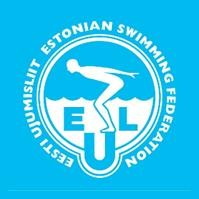 EESTI UJUMISLIIT ESTONIAN SWIMMING FEDERATION
E U L